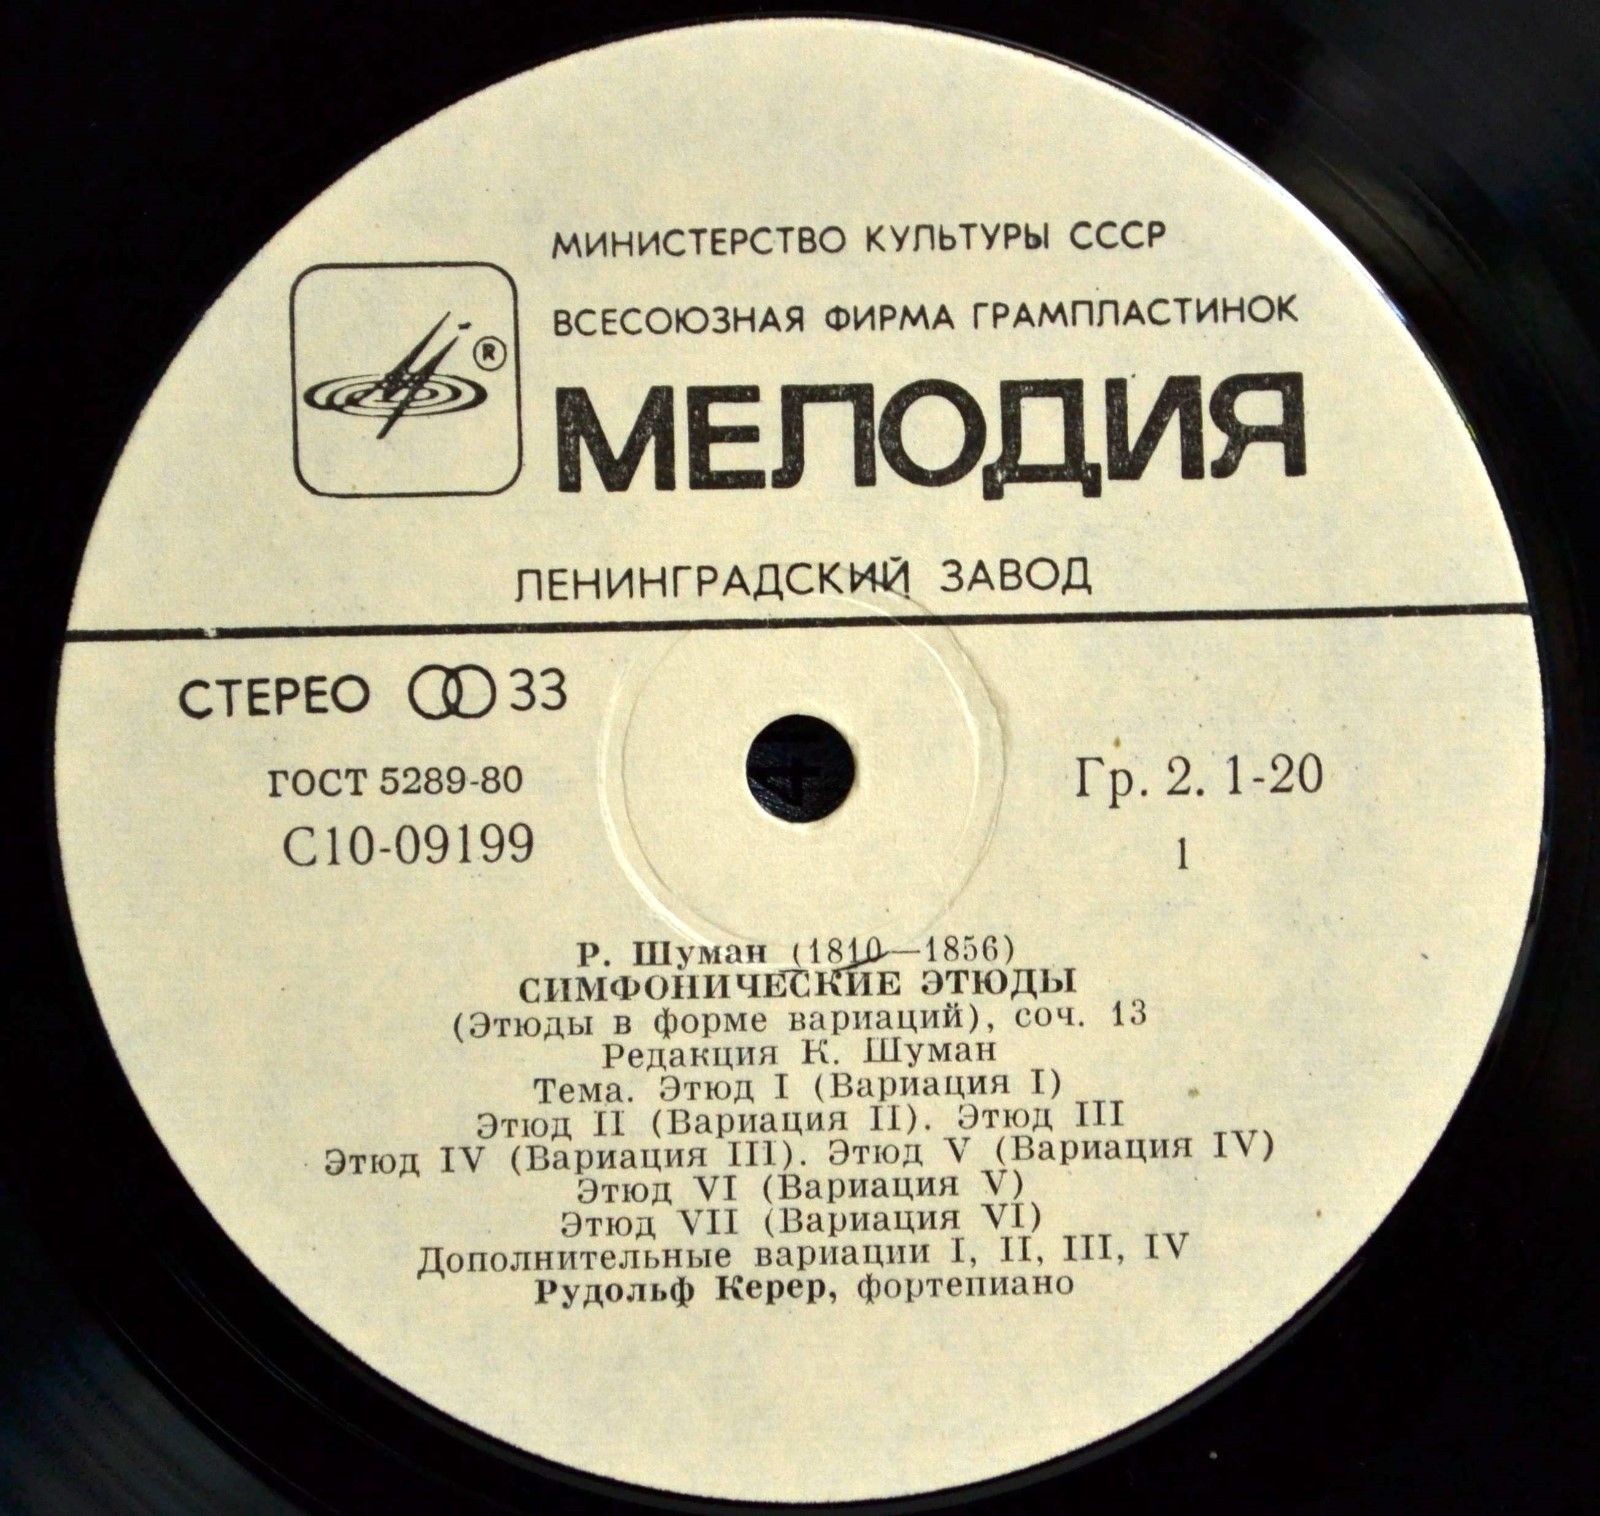 МИНИСТЕРСТВО КУЛЬТУРЫ СССР
ВСЕСОЮЗНАЯ ФИРМА ГРАМПЛАСТИНОК
®
МЕЛОДИЯ
ЛЕНИНГРАДСКИЙ ЗАВОД
СТЕРЕО 33
ГОСТ 5289-80
Гр. 2. 1-20
С10-09199
1
Р. Шуман (1810—1856)
СИМФОНИЧЕСКИЕ ЭТЮДЫ
(Этюды в форме вариаций), соч. 13
Редакция К. Шуман
Тема. Этюд I (Вариация I)
Этюд II (Вариация II). Этюд III
Этюд IV (Вариация III). Этюд V (Вариация IV)
Этюд VI (Вариация V)
Этюд VII (Вариация VI)
Дополнительные вариации I, II, III, IV
Рудольф Керер, фортепиано